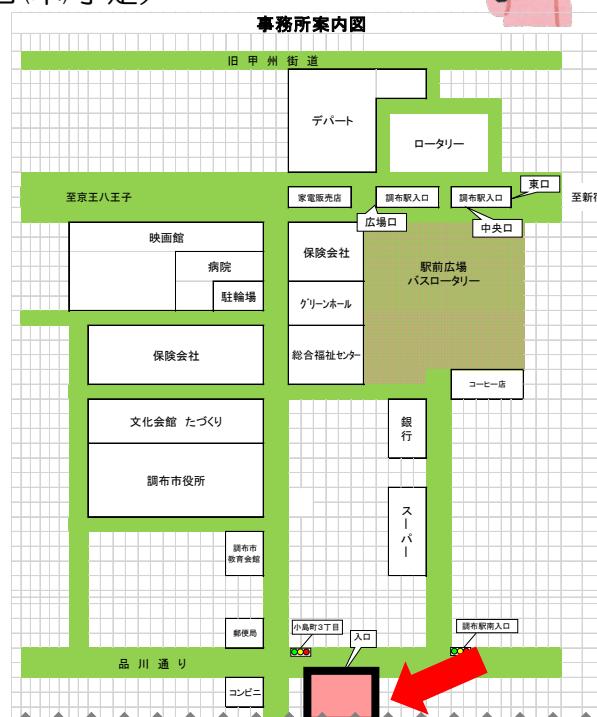 事務所案内図
旧 甲 州 街 道
デパート
ロータリー
東口
至京王八王子
家電販売店
調布駅入口
調布駅入口
至新宿
広場口
中央口
映画館
保険会社
駅前広場
バスロータリー
病院
駐輪場
グリーンホール
保険会社
総合福祉センター
コーヒー店
文化会館 たづくり
銀
行
調布市役所
スーパー
調布市
教育会館
郵便局
小島町3丁目
入口
調布駅南入口
品 川 通 り
コンビニ